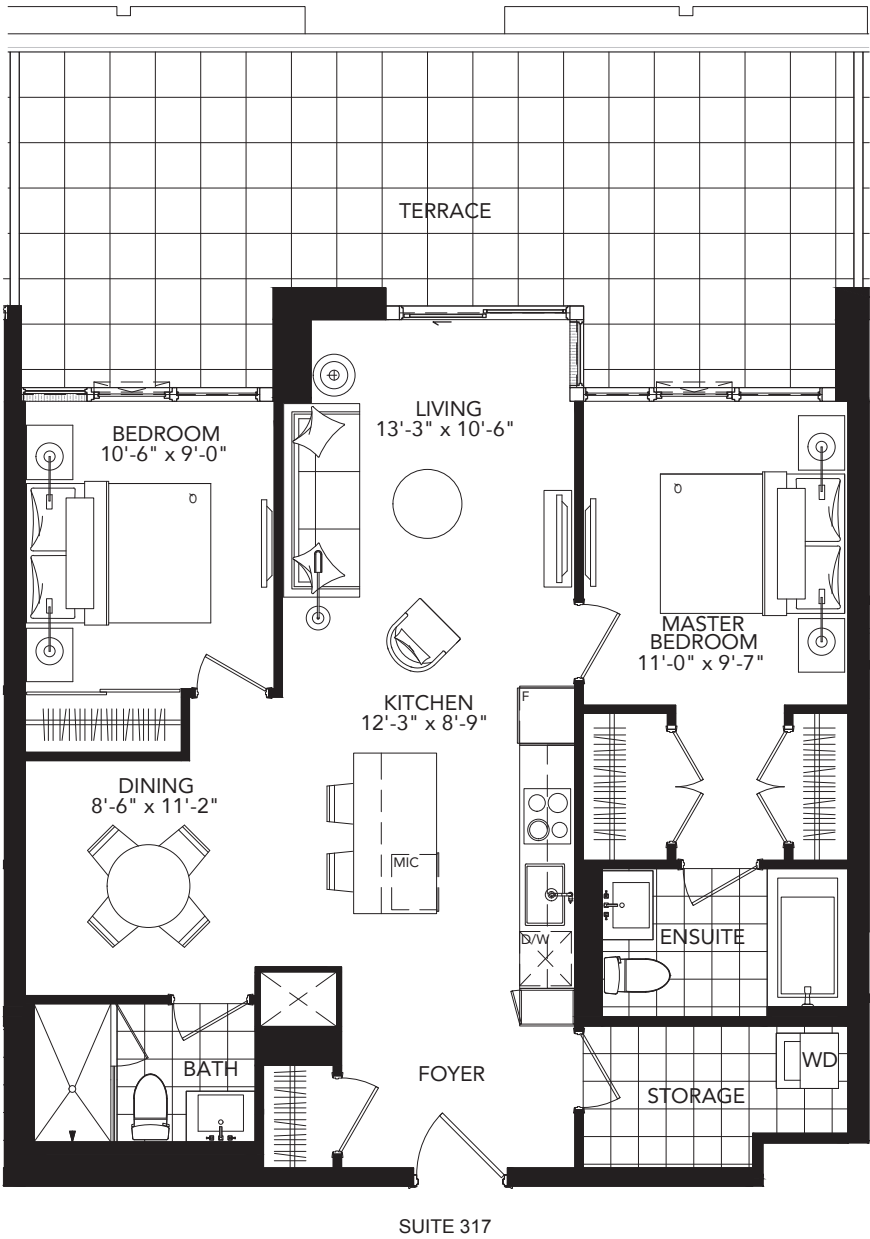 TERRACE
LIVING
13'-3" x 10'-6"
BEDROOM
10'-6" x 9'-0"
MASTER
BEDROOM
11'-0" x 9'-7"
F
KITCHEN
12'-3" x 8'-9"
DINING
8'-6" x 11'-2"
MIC
D/W
ENSUITE
BATH
FOYER
WD
STORAGE
SUITE 317